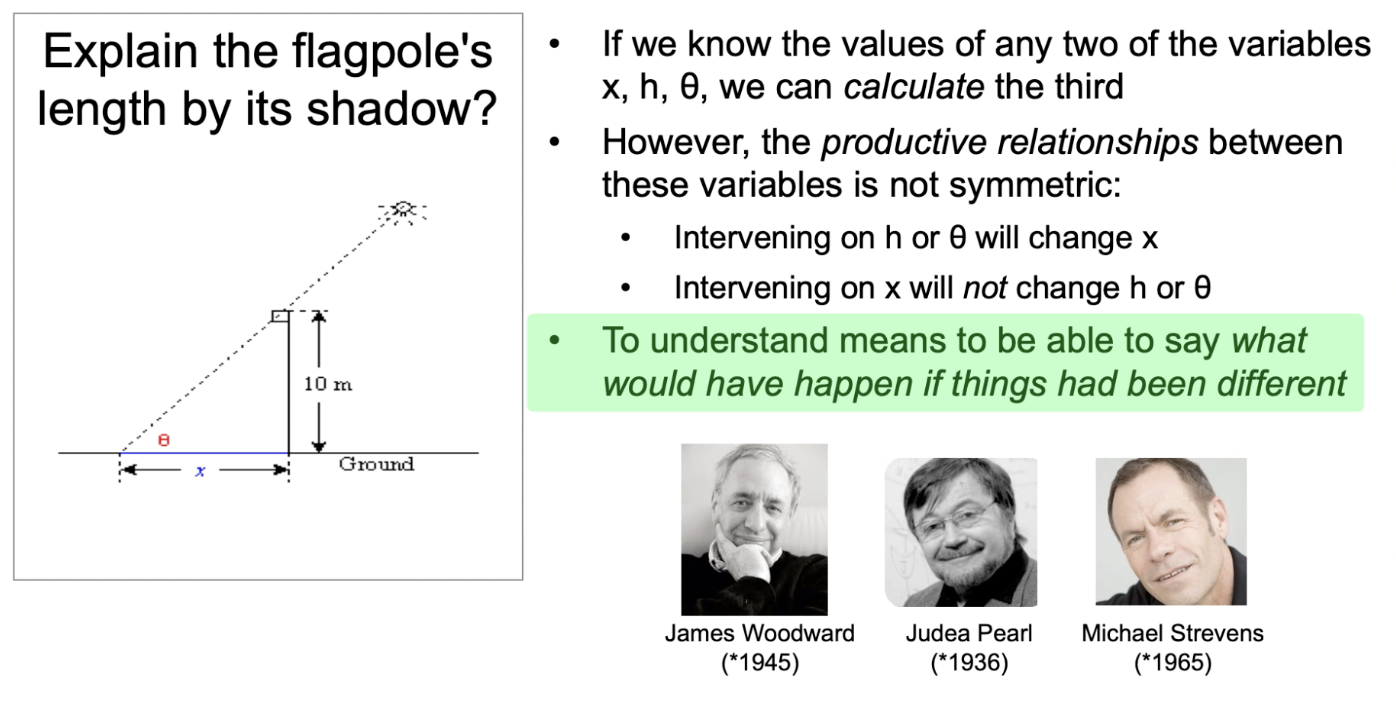 Explain the flagpole's
length by its shadow?
10 m
θ
x
Ground
• If we know the values of any two of the variables
x, h, θ, we can calculate the third
• However, the productive relationships between
these variables is not symmetric:
• Intervening on h or θ will change x
• Intervening on x will not change h or θ
• To understand means to be able to say what
would have happen if things had been different
James Woodward
(*1945)
Judea Pearl
(*1936)
Michael Strevens
(*1965)